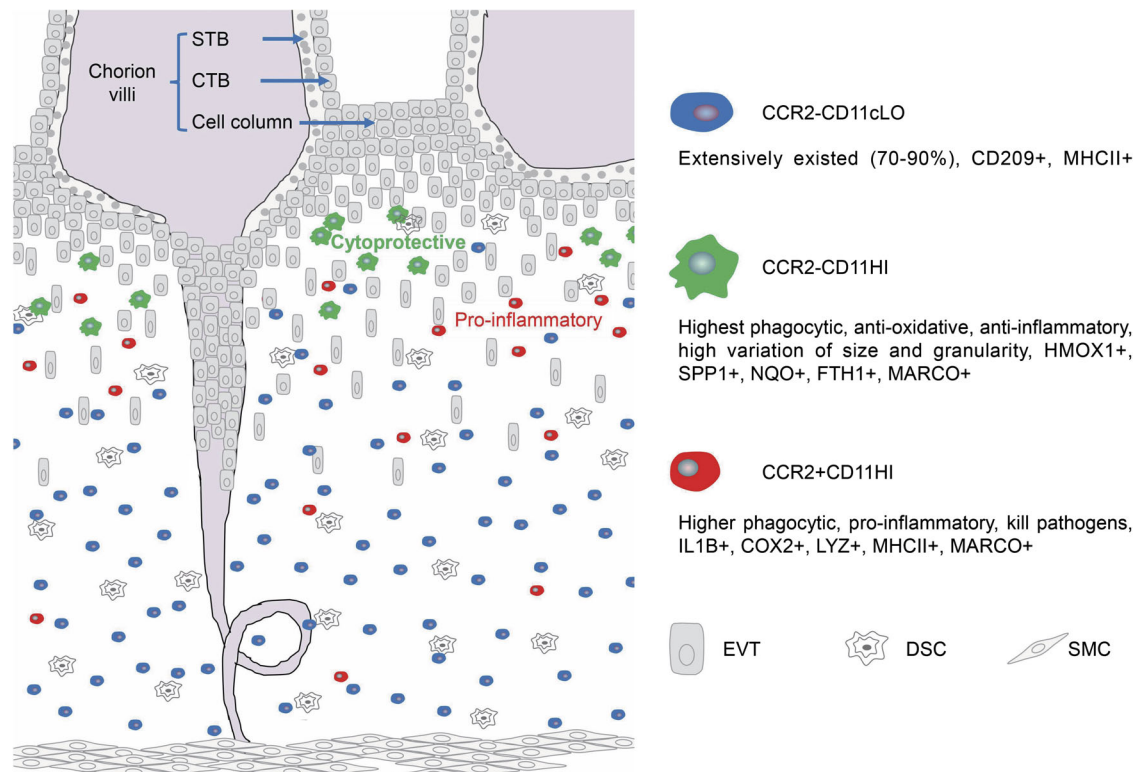 STB
Chorion
villi
CTB
Cell column
Cytoprotective
Pro-inflammatory
CCR2-CD11cLO
Extensively existed (70-90%), CD209+, MHCII+
CCR2-CD11HI
Highest phagocytic, anti-oxidative, anti-inflammatory,
high variation of size and granularity, HMOX1+,
SPP1+, NQO+, FTH1+, MARCO+
CCR2+CD11HI
Higher phagocytic, pro-inflammatory, kill pathogens,
IL1B+, COX2+, LYZ+, MHCII+, MARCO+
EVT
DSC
SMC